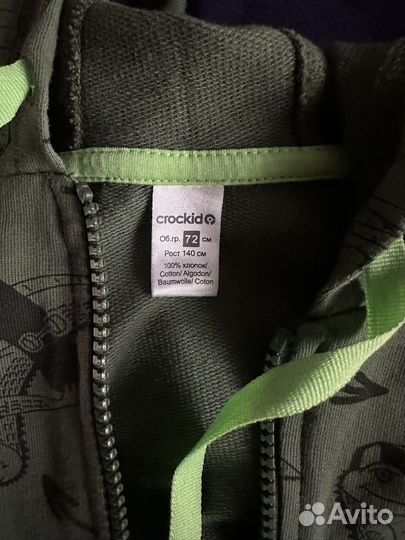 crockid
Об.гр. 72 см
Рост 140 см
100% хлопок/
Cotton/ Algodon/
Baumwolle/ Coton
Avito